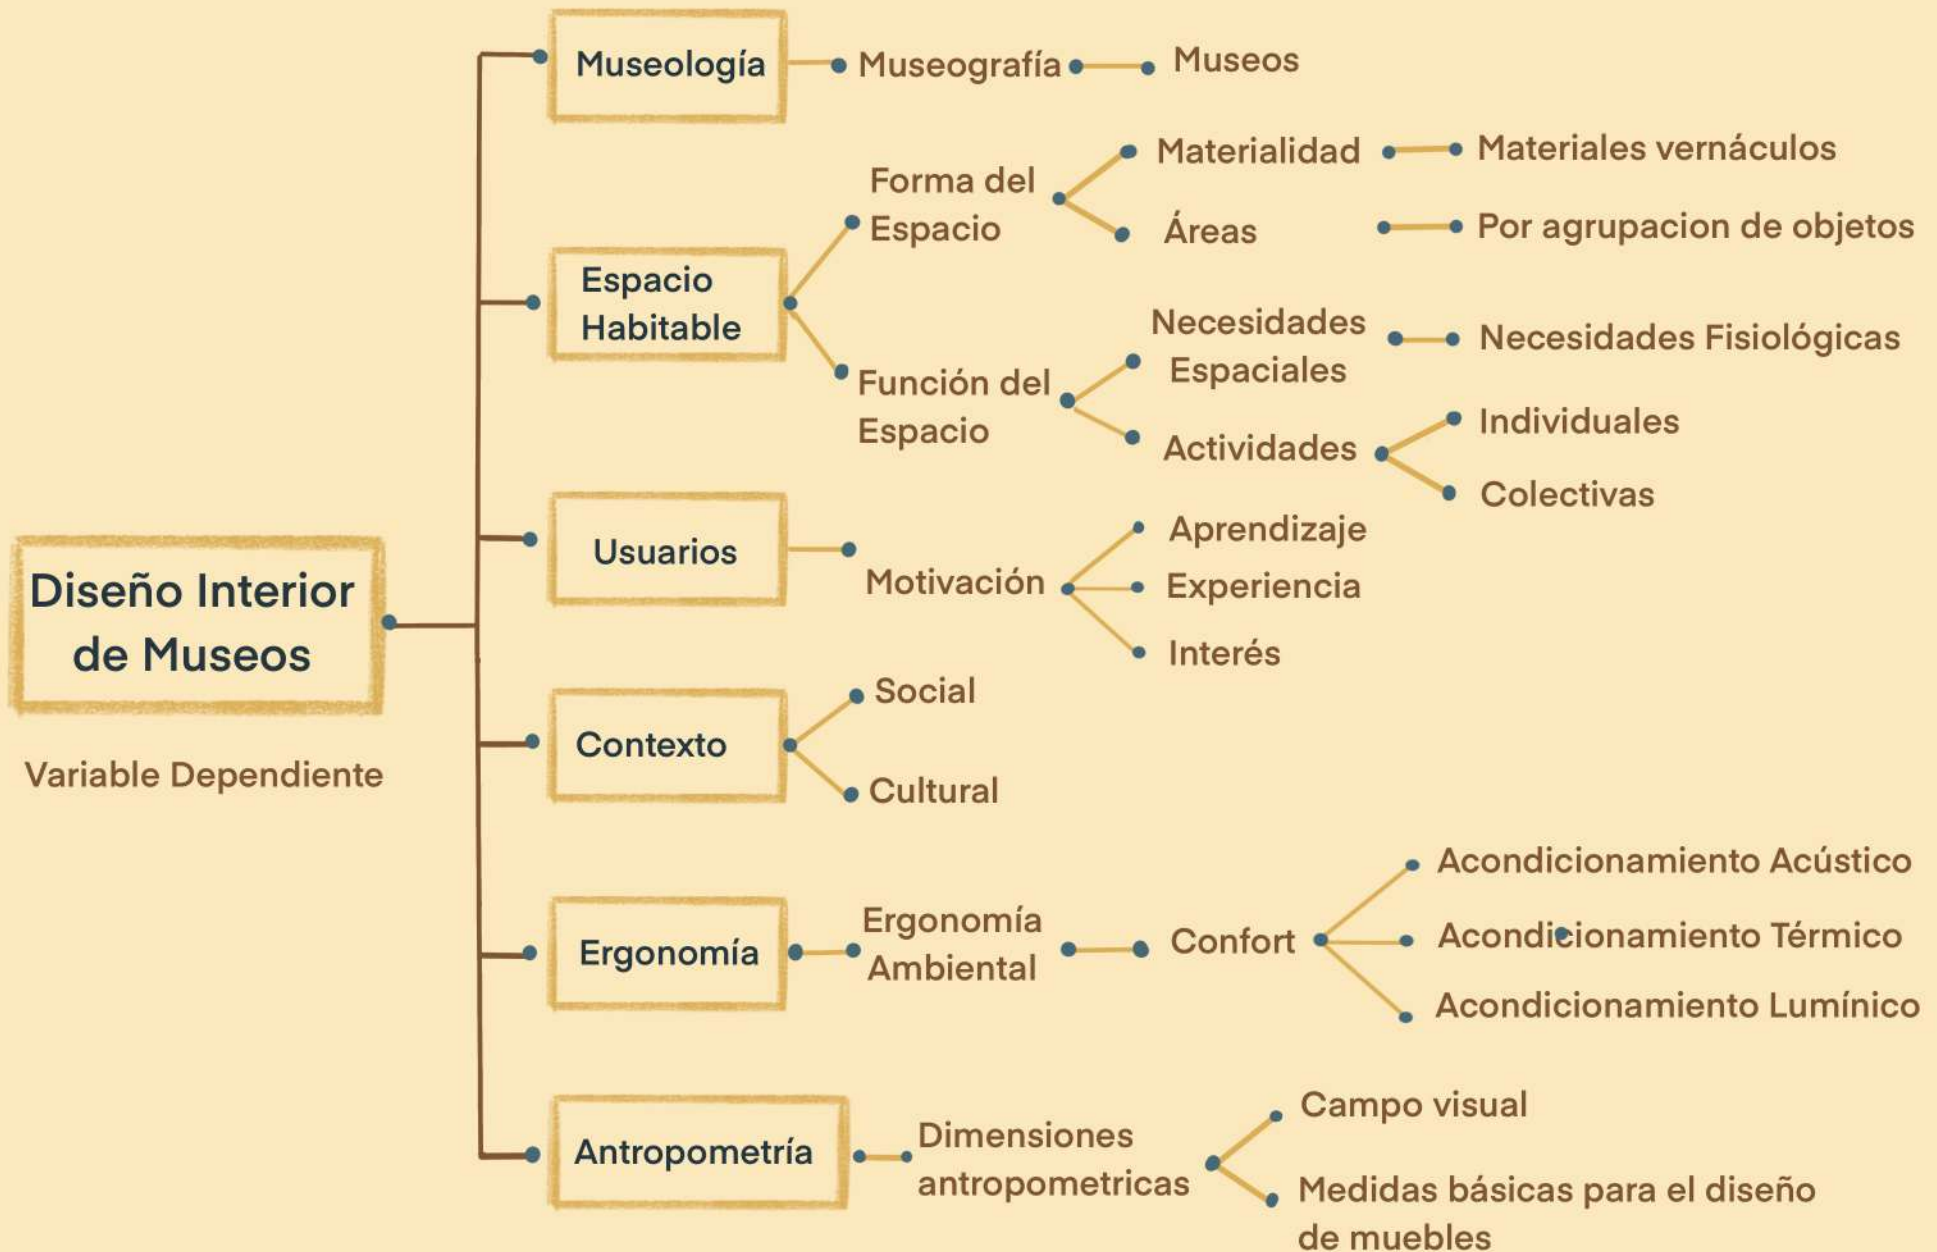 Museología
Museografía
Museos
Forma del
Espacio
Materialidad
Materiales vernáculos
Áreas
Por agrupacion de objetos
Espacio
Habitable
Función del
Espacio
Necesidades
Espaciales
Necesidades Fisiológicas
Actividades
Individuales
Colectivas
Diseño Interior
de Museos
Variable Dependiente
Usuarios
Motivación
Aprendizaje
Experiencia
Interés
Contexto
Social
Cultural
Ergonomía
Ergonomía
Ambiental
Confort
Acondicionamiento Acústico
Acondicionamiento Térmico
Acondicionamiento Lumínico
Antropometría
Dimensiones
antropometricas
Campo visual
Medidas básicas para el diseño
de muebles